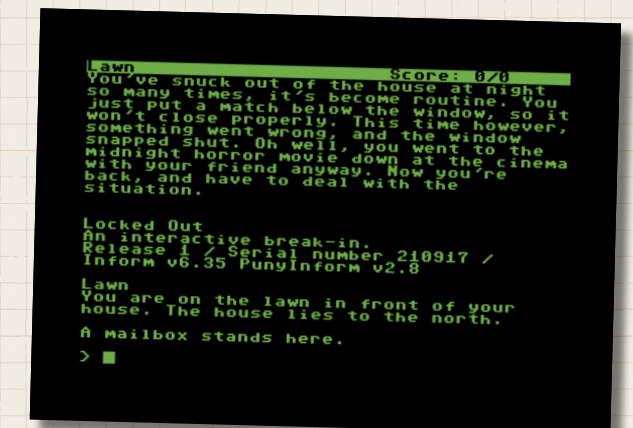 Lawn Score: 0/0
You've snuck out of the house at night
so many times, it's become routine. You
just put a match below the window, so it
won't close properly. This time however,
something went wrong, and the window
snapped shut. Oh well, you went to the
midnight horror movie down at the cinema
with your friend anyway. Now you're
back, and have to deal with the
situation.
Locked Out
An interactive break-in.
Release 1 / Serial number 210917 /
Inform v6.35 PunyInform v2.8
Lawn
You are on the lawn in front of your
house. The house lies to the north.
A mailbox stands here.
>